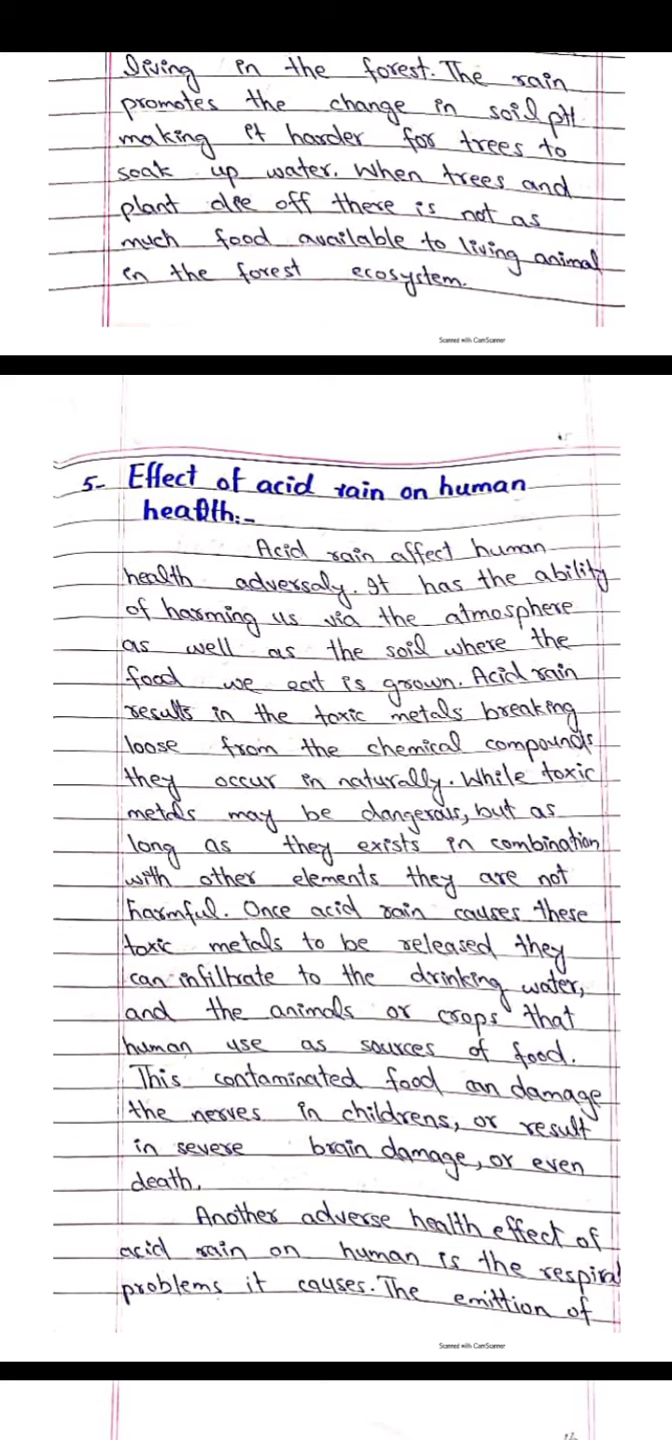 living in the forest. The rain
promotes the change in soil pH
making it harder for trees to
soak up water. When trees and
plant die off there is not as
much food available to living animal
in the forest ecosystem.
Scanned with CamScanner
5- Effect of acid rain on human
health:-
Acid rain affect human
health adversaly. It has the ability
of harming us via the atmosphere
as well as the soil where the
food we eat is grown. Acid rain
results in the toxic metals breaking
loose from the chemical compounds
they occur in naturally. While toxic
metals may be dangerous, but as
long as they exists in combination
with other elements they are not
harmful. Once acid rain causes these
toxic metals to be released they
can infiltrate to the drinking water,
and the animals or crops that
human use as sources of food.
This contaminated food can damage
the nerves in childrens, or result
in severe brain damage, or even
death.
Another adverse health effect of
acid rain on human is the respiral
problems it causes. The emittion of
Scanned with CamScanner